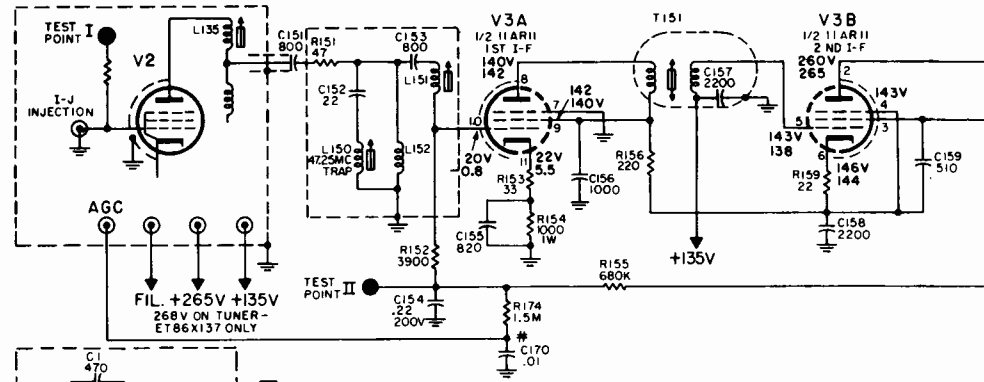 TEST
POINT I
I-J
INJECTION
V2
L135
C151
800
R151
47
C153
800
L151
C152
22
L150
47.25MC
TRAP
L152
V3A
1/2 11AR11
1ST I-F
140V
142
8
7
9
10
11
142
140V
20V
0.8
22V
5.5
R153
33
C156
1000
C155
820
R154
1000
1W
T151
C157
2200
R156
220
+135V
V3B
1/2 11AR11
2ND I-F
260V
265
2
4
3
5
6
143V
143V
138
146V
144
R159
22
C159
510
C158
2200
AGC
FIL. +265V +135V
268V ON TUNER-
ET86X137 ONLY
R152
3900
TEST
POINT II
C154
.22
200V
R174
1.5M
#
C170
.01
R155
680K
C1
470